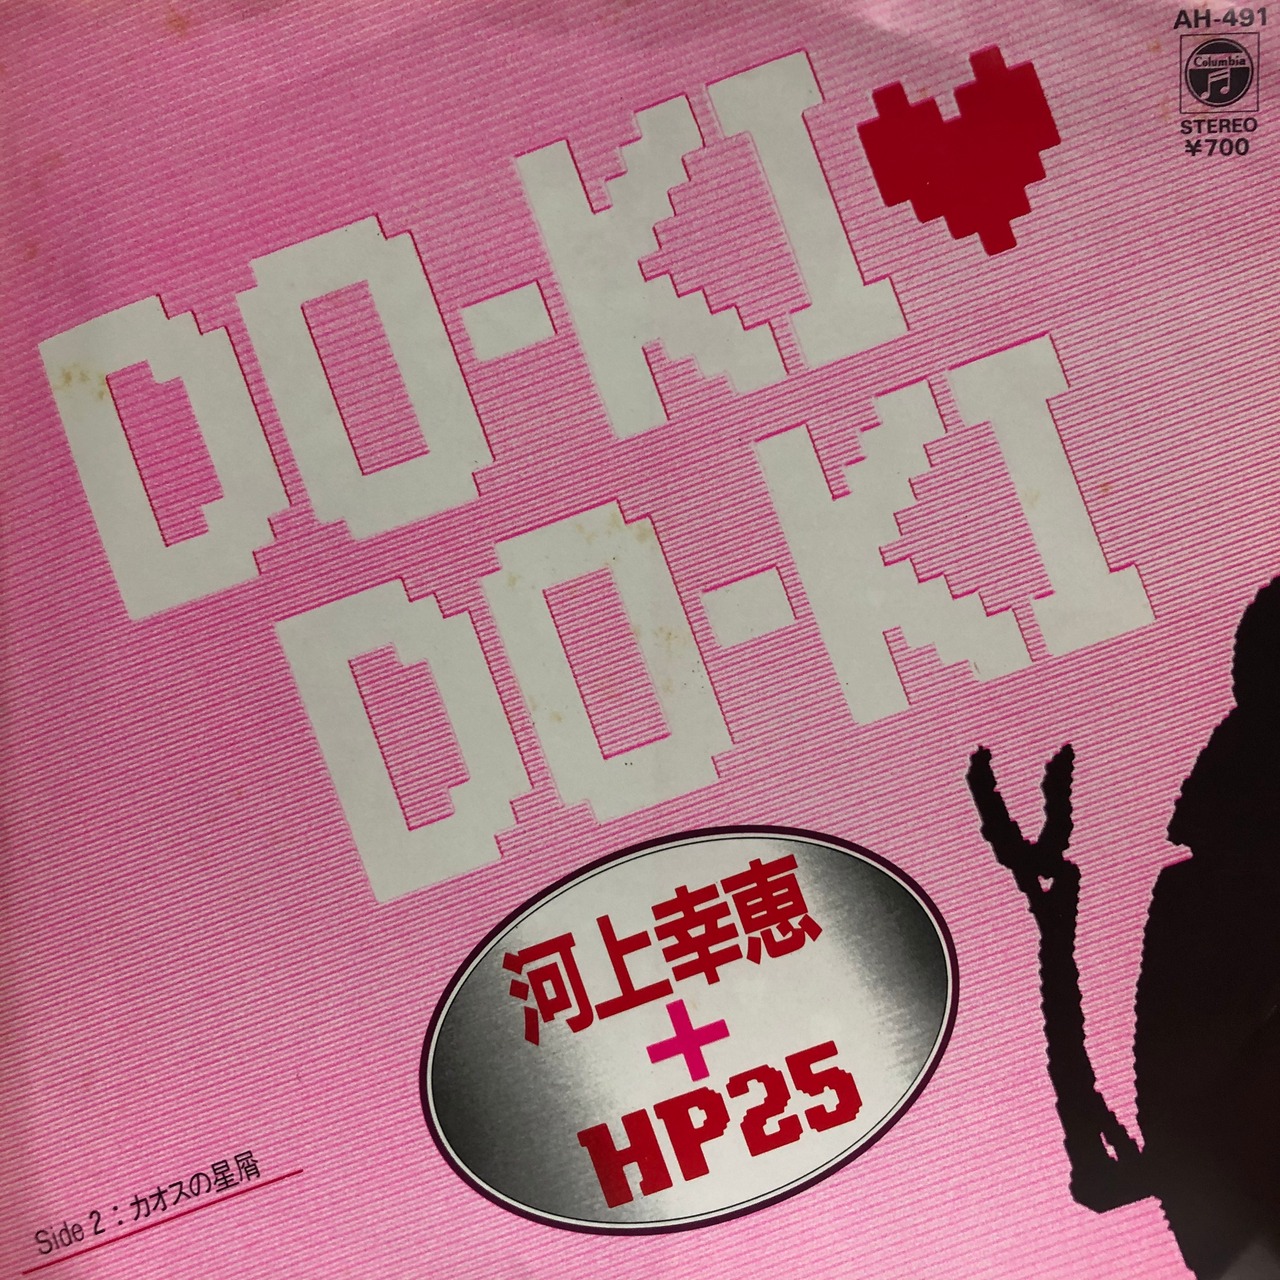 AH-491
Columbia
STEREO
¥700
DO-KI♥
DO-KI
河上幸恵
+
HP25
Side 2：カオスの星屑